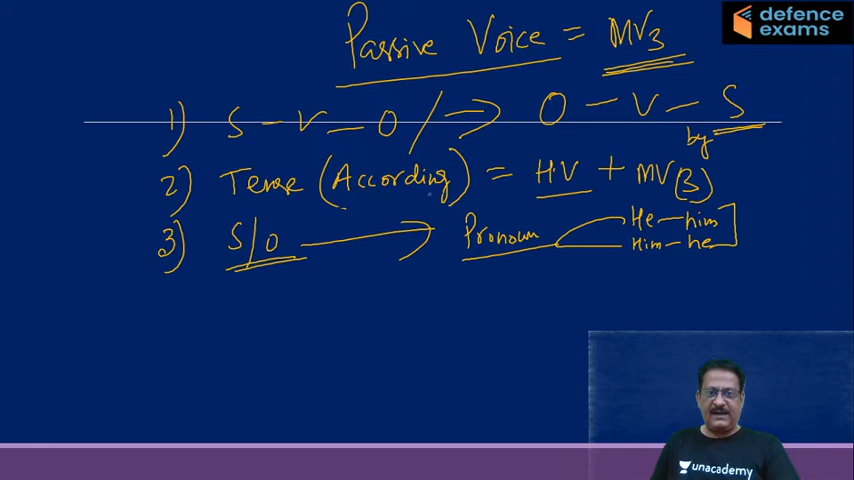 defence
exams
Passive Voice = MV3
1) S – V – O / => O – V – S
by
2) Tense (According) = H.V + MV(3)
3) S/O → Pronoun He – him
Him – he
unacademy